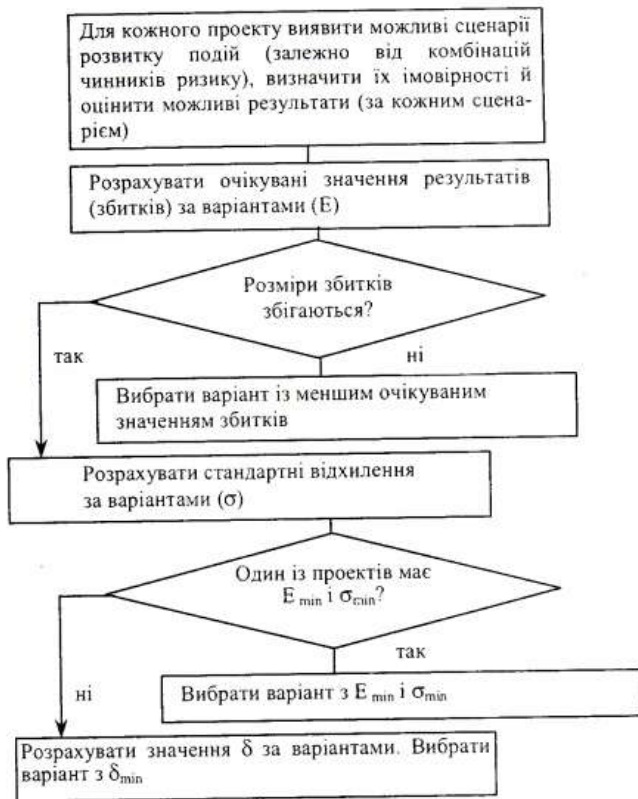 Для кожного проекту виявити можливі сценарії
розвитку подій (залежно від комбінацій
чинників ризику), визначити їх імовірності й
оцінити можливі результати (за кожним сцена-
рієм)
Розрахувати очікувані значення результатів
(збитків) за варіантами (E)
Розміри збитків
збігаються?
так
ні
Вибрати варіант із меншим очікуваним
значенням збитків
Розрахувати стандартні відхилення
за варіантами (σ)
Один із проектів має
E min і σmin?
так
ні
Вибрати варіант з E min і σmin
Розрахувати значення δ за варіантами. Вибрати
варіант з δmin